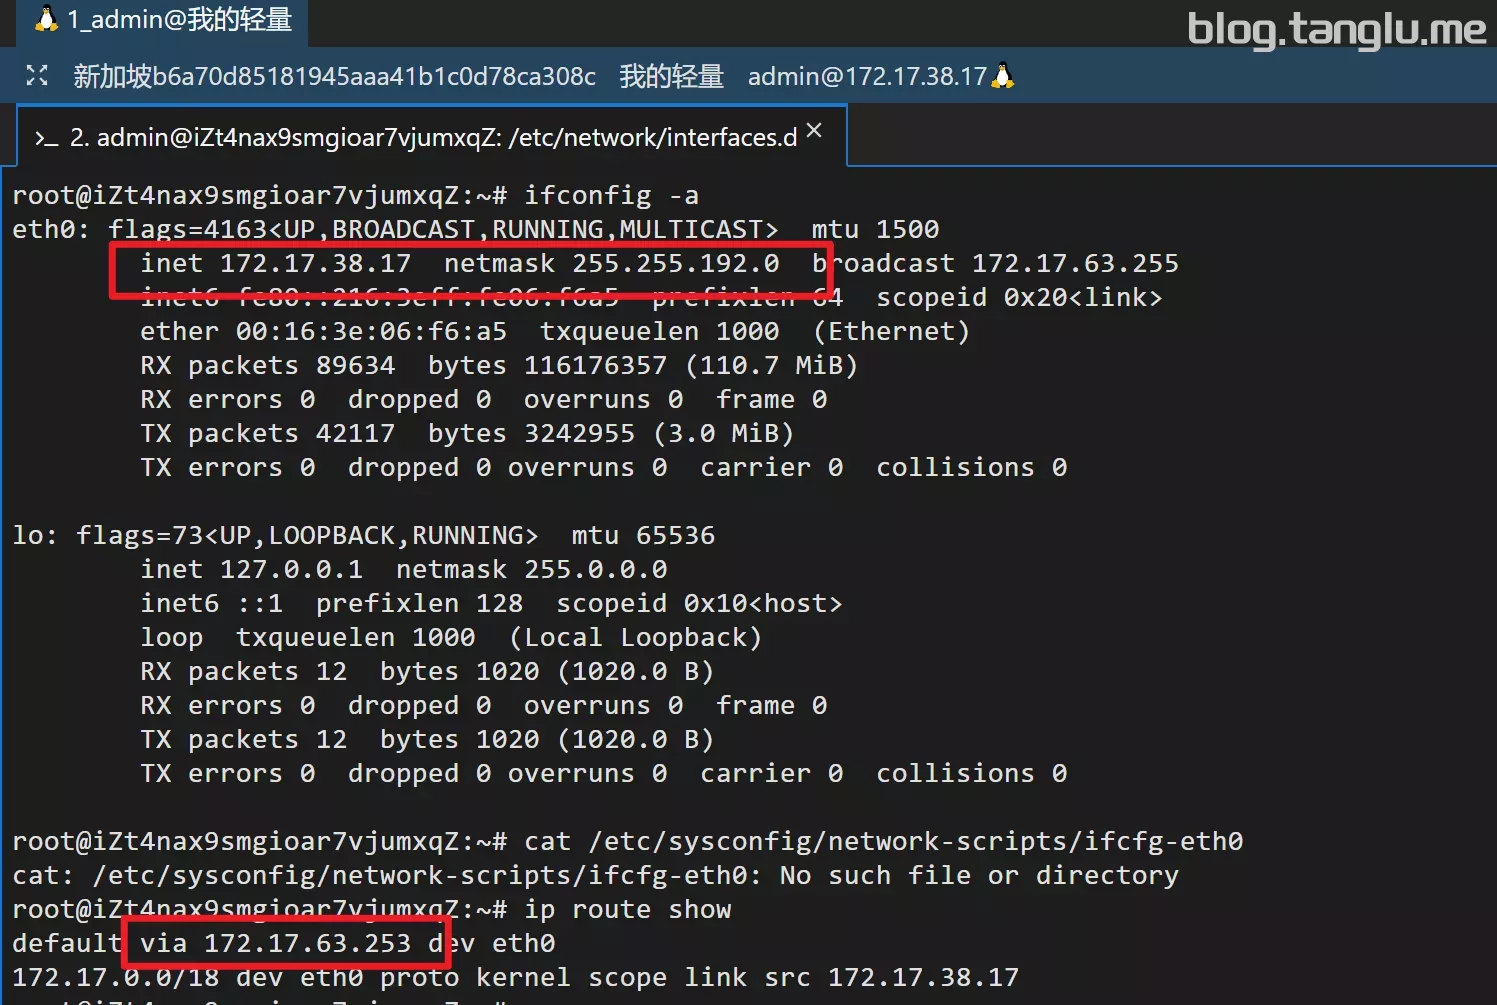 1_admin@我的轻量
blog.tanglu.me
新加坡b6a70d85181945aaa41b1c0d78ca308c 我的轻量 admin@172.17.38.17
>_ 2. admin@iZt4nax9smgioar7vjumxqZ: /etc/network/interfaces.d ×
root@iZt4nax9smgioar7vjumxqZ:~# ifconfig -a
eth0: flags=4163<UP,BROADCAST,RUNNING,MULTICAST>  mtu 1500
        inet 172.17.38.17  netmask 255.255.192.0  broadcast 172.17.63.255
        inet6 fe80::216:3eff:fe06:f6a5  prefixlen 64  scopeid 0x20<link>
        ether 00:16:3e:06:f6:a5  txqueuelen 1000  (Ethernet)
        RX packets 89634  bytes 116176357 (110.7 MiB)
        RX errors 0  dropped 0  overruns 0  frame 0
        TX packets 42117  bytes 3242955 (3.0 MiB)
        TX errors 0  dropped 0 overruns 0  carrier 0  collisions 0
lo: flags=73<UP,LOOPBACK,RUNNING>  mtu 65536
        inet 127.0.0.1  netmask 255.0.0.0
        inet6 ::1  prefixlen 128  scopeid 0x10<host>
        loop  txqueuelen 1000  (Local Loopback)
        RX packets 12  bytes 1020 (1020.0 B)
        RX errors 0  dropped 0  overruns 0  frame 0
        TX packets 12  bytes 1020 (1020.0 B)
        TX errors 0  dropped 0 overruns 0  carrier 0  collisions 0
root@iZt4nax9smgioar7vjumxqZ:~# cat /etc/sysconfig/network-scripts/ifcfg-eth0
cat: /etc/sysconfig/network-scripts/ifcfg-eth0: No such file or directory
root@iZt4nax9smgioar7vjumxqZ:~# ip route show
default via 172.17.63.253 dev eth0
172.17.0.0/18 dev eth0 proto kernel scope link src 172.17.38.17